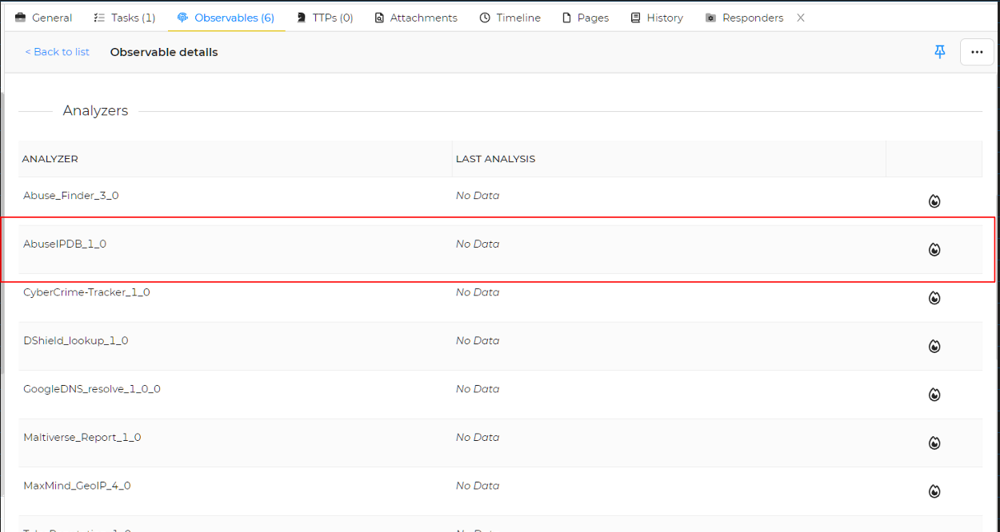 General Tasks (1) Observables (6) TTPs (0) Attachments Timeline Pages History Responders X
< Back to list Observable details
Analyzers
ANALYZER LAST ANALYSIS
Abuse_Finder_3_0 No Data
AbuseIPDB_1_0 No Data
CyberCrime-Tracker_1_0 No Data
DShield_lookup_1_0 No Data
GoogleDNS_resolve_1_0_0 No Data
Maltiverse_Report_1_0 No Data
MaxMind_GeoIP_4_0 No Data
No Data